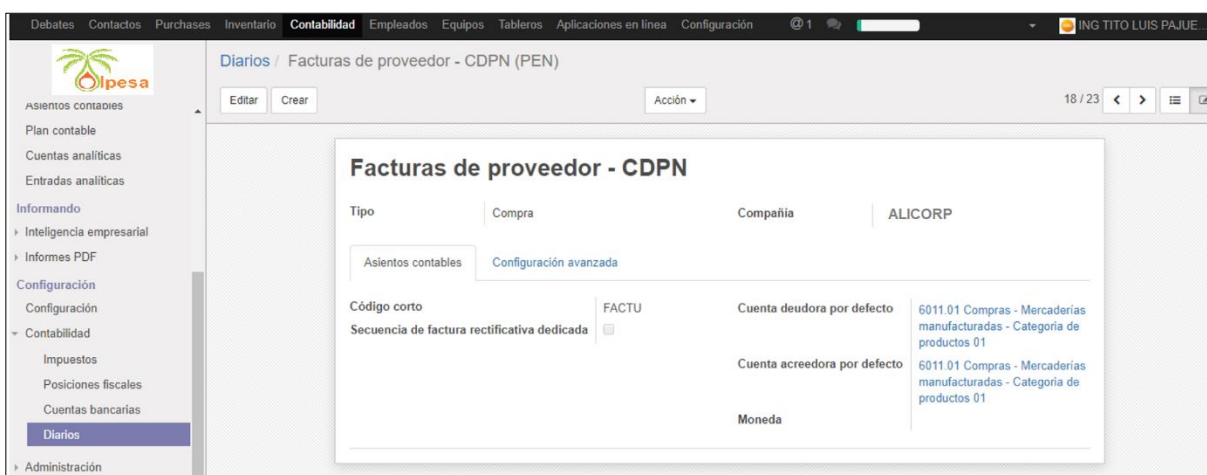 Debates Contactos Purchases Inventario Contabilidad Empleados Equipos Tableros Aplicaciones en línea Configuración @1 ING TITO LUIS PAJUE...
Olpesa
Diarios / Facturas de proveedor - CDPN (PEN)
Editar Crear Acción 18 / 23
Asientos contables
Plan contable
Cuentas analíticas
Entradas analíticas
Informando
Inteligencia empresarial
Informes PDF
Configuración
Configuración
Contabilidad
Impuestos
Posiciones fiscales
Cuentas bancarias
Diarios
Administración
Facturas de proveedor - CDPN
Tipo Compra Compañía ALICORP
Asientos contables Configuración avanzada
Código corto FACTU
Secuencia de factura rectificativa dedicada
Cuenta deudora por defecto 6011.01 Compras - Mercaderías
manufacturadas - Categoria de
productos 01
Cuenta acreedora por defecto 6011.01 Compras - Mercaderías
manufacturadas - Categoria de
productos 01
Moneda